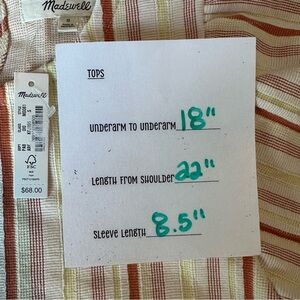 Madewell
TOPS
UNDERARM TO UNDERARM 18"
LENGTH FROM SHOULDER 22"
SLEEVE LENGTH 8.5"
Madewell
$68.00